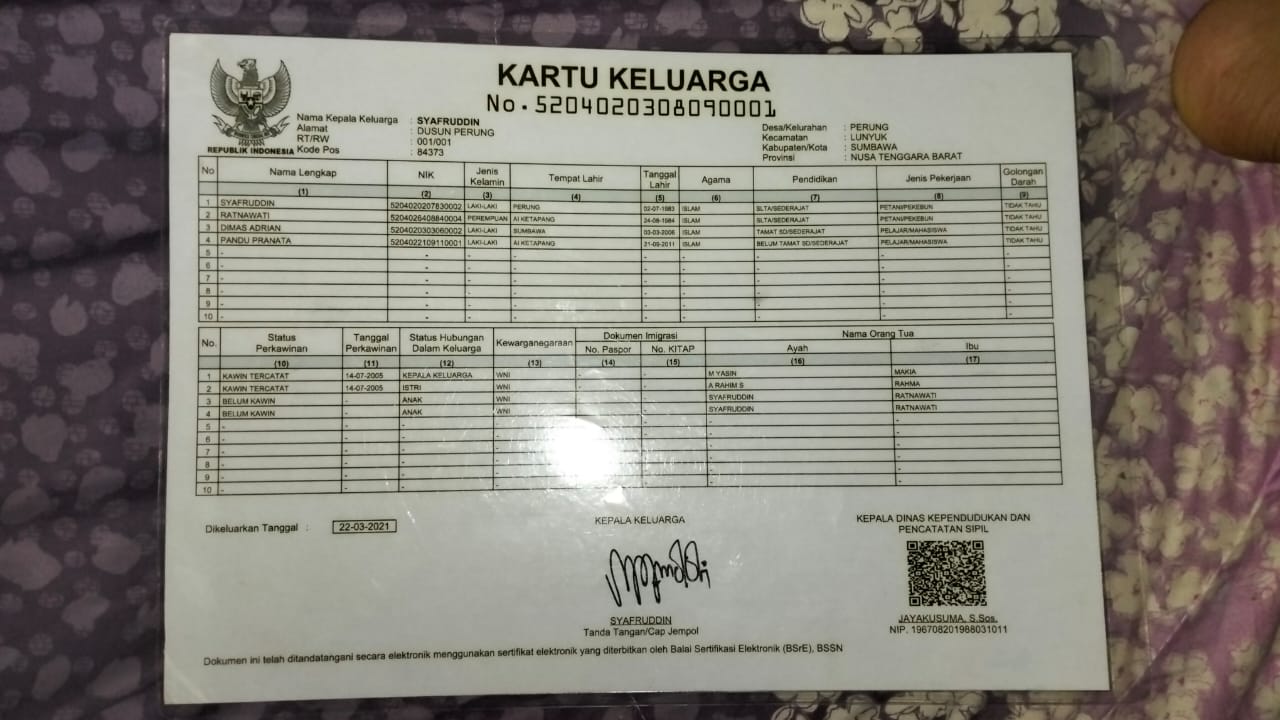 KARTU KELUARGA
No. 5204020308090001
REPUBLIK INDONESIA
Nama Kepala Keluarga : SYAFRUDDIN
Alamat : DUSUN PERUNG
RT/RW : 001/001
Kode Pos : 84373
Desa/Kelurahan : PERUNG
Kecamatan : LUNYUK
Kabupaten/Kota : SUMBAWA
Provinsi : NUSA TENGGARA BARAT
No Nama Lengkap NIK Jenis Kelamin Tempat Lahir Tanggal Lahir Agama Pendidikan Jenis Pekerjaan Golongan Darah
(1) (2) (3) (4) (5) (6) (7) (8) (9)
1 SYAFRUDDIN 5204020207830002 LAKI-LAKI PERUNG 02-07-1983 ISLAM SLTA/SEDERAJAT PETANI/PEKEBUN TIDAK TAHU
2 RATNAWATI 5204026408840004 PEREMPUAN AI KETAPANG 24-08-1984 ISLAM SLTA/SEDERAJAT PETANI/PEKEBUN TIDAK TAHU
3 DIMAS ADRIAN 5204020303060002 LAKI-LAKI SUMBAWA 03-03-2006 ISLAM TAMAT SD/SEDERAJAT PELAJAR/MAHASISWA TIDAK TAHU
4 PANDU PRANATA 5204022109110001 LAKI-LAKI AI KETAPANG 21-09-2011 ISLAM BELUM TAMAT SD/SEDERAJAT PELAJAR/MAHASISWA TIDAK TAHU
5 - - - - - - - - -
6 - - - - - - - - -
7 - - - - - - - - -
8 - - - - - - - - -
9 - - - - - - - - -
10 - - - - - - - - -
No. Status Perkawinan Tanggal Perkawinan Status Hubungan Dalam Keluarga Kewarganegaraan Dokumen Imigrasi Nama Orang Tua
No. Paspor No. KITAP Ayah Ibu
(10) (11) (12) (13) (14) (15) (16) (17)
1 KAWIN TERCATAT 14-07-2005 KEPALA KELUARGA WNI - - M YASIN MAKIA
2 KAWIN TERCATAT 14-07-2005 ISTRI WNI - - A RAHIM S RAHMA
3 BELUM KAWIN - ANAK WNI - - SYAFRUDDIN RATNAWATI
4 BELUM KAWIN - ANAK WNI - - SYAFRUDDIN RATNAWATI
5 - - - - - - - -
6 - - - - - - - -
7 - - - - - - - -
8 - - - - - - - -
9 - - - - - - - -
10 - - - - - - - -
Dikeluarkan Tanggal : 22-03-2021
KEPALA KELUARGA
SYAFRUDDIN
Tanda Tangan/Cap Jempol
KEPALA DINAS KEPENDUDUKAN DAN
PENCATATAN SIPIL
JAYAKUSUMA, S.Sos.
NIP. 196708201988031011
Dokumen ini telah ditandatangani secara elektronik menggunakan sertifikat elektronik yang diterbitkan oleh Balai Sertifikasi Elektronik (BSrE), BSSN